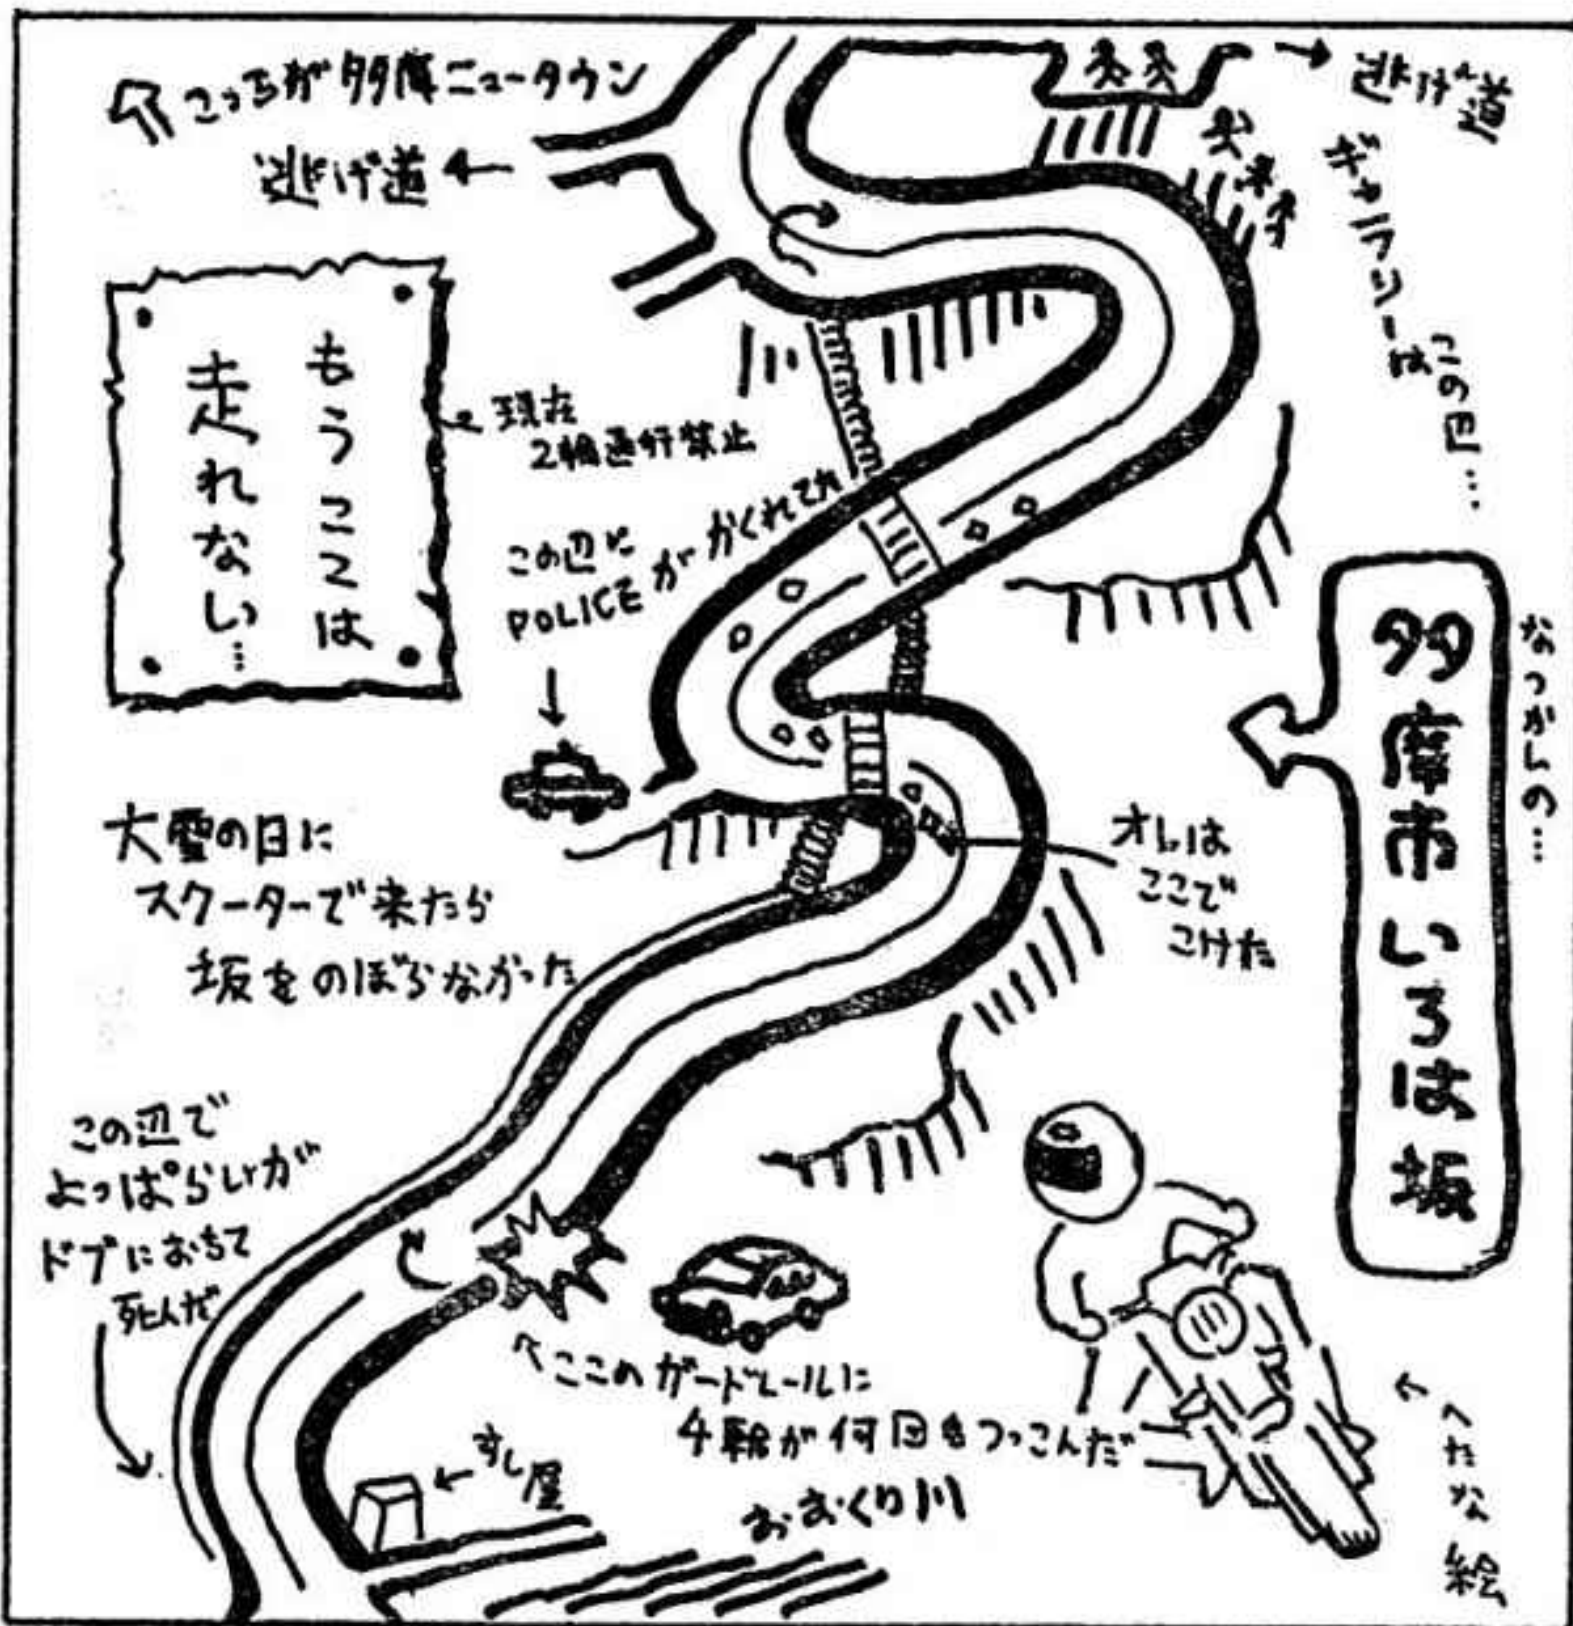 こっちが多摩ニュータウン
逃げ道
逃げ道
ギャラリーは
この辺…
もうここは
走れない…
現在
2輪通行禁止
この辺に
POLICEがかくれてた
なつかしの…
多摩市いろは坂
大雪の日に
スクーターで来たら
坂をのぼらなかった
オレは
ここで
こけた
この辺で
よっぱらいが
ドブにおちて
死んだ
ここのガードレールに
4輪が何回もつっこんだ
すし屋
おおくり川
へたな絵